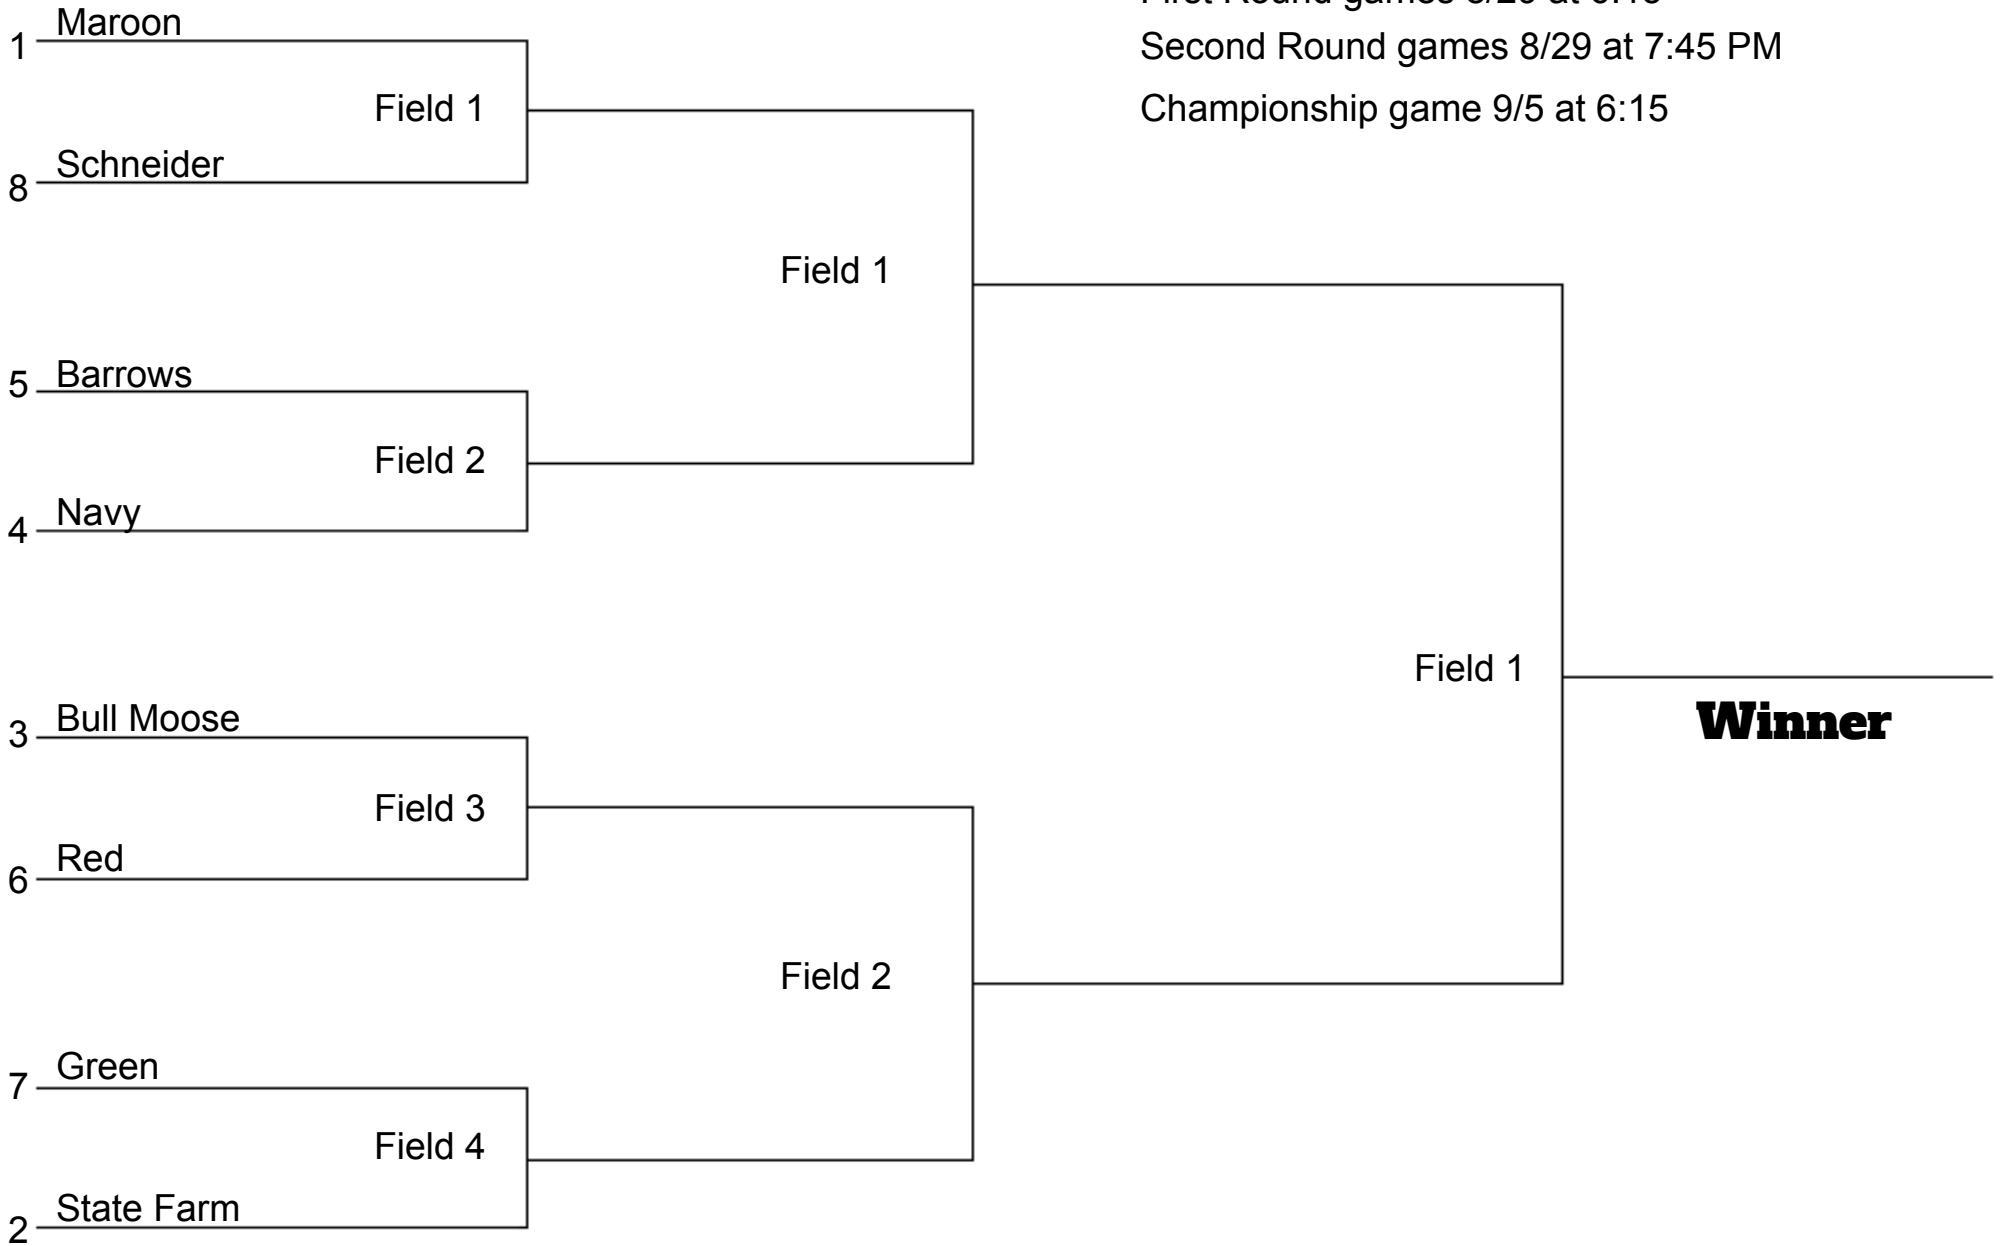 Maroon
1
Field 1
Schneider
8
Second Round games 8/29 at 7:45 PM
Championship game 9/5 at 6:15
Field 1
Barrows
5
Field 2
Navy
4
Bull Moose
3
Field 3
Red
6
Field 1
Winner
Field 2
Green
7
Field 4
State Farm
2